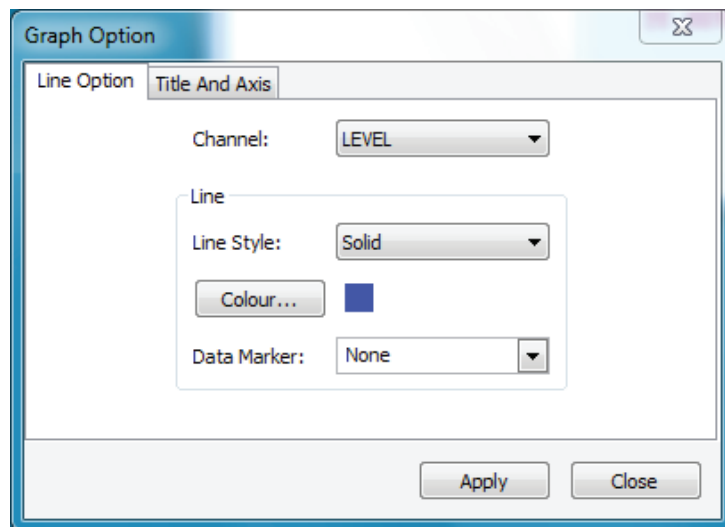 Graph Option
Line Option
Title And Axis
Channel:
LEVEL
Line
Line Style:
Solid
Colour...
Data Marker:
None
Apply
Close